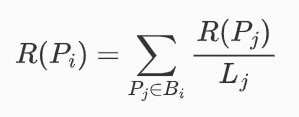 R(P_i) = \sum_{P_j \in B_i} \frac{R(P_j)}{L_j}